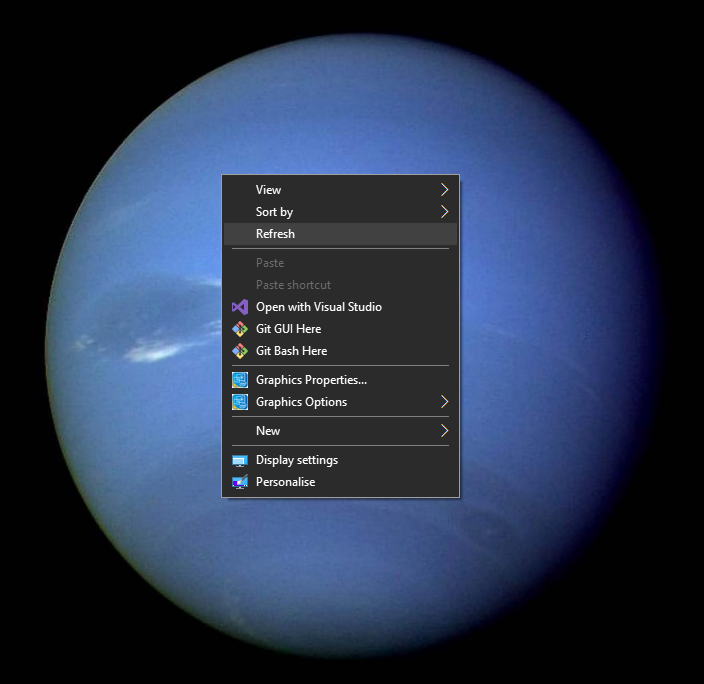 View
Sort by
Refresh
Paste
Paste shortcut
Open with Visual Studio
Git GUI Here
Git Bash Here
Graphics Properties...
Graphics Options
New
Display settings
Personalise